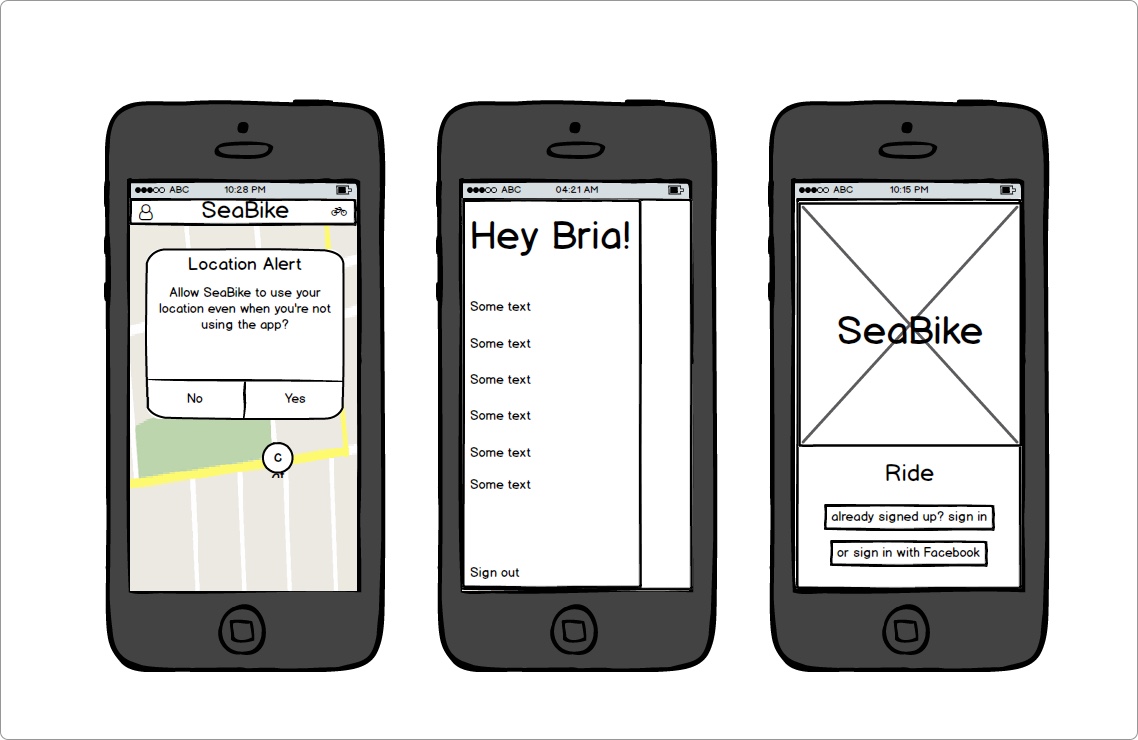 ABC 10:28 PM
SeaBike
Location Alert
Allow SeaBike to use your
location even when you're not
using the app?
No Yes
C
ABC 04:21 AM
Hey Bria!
Some text
Some text
Some text
Some text
Some text
Some text
Sign out
ABC 10:15 PM
SeaBike
Ride
already signed up? sign in
or sign in with Facebook